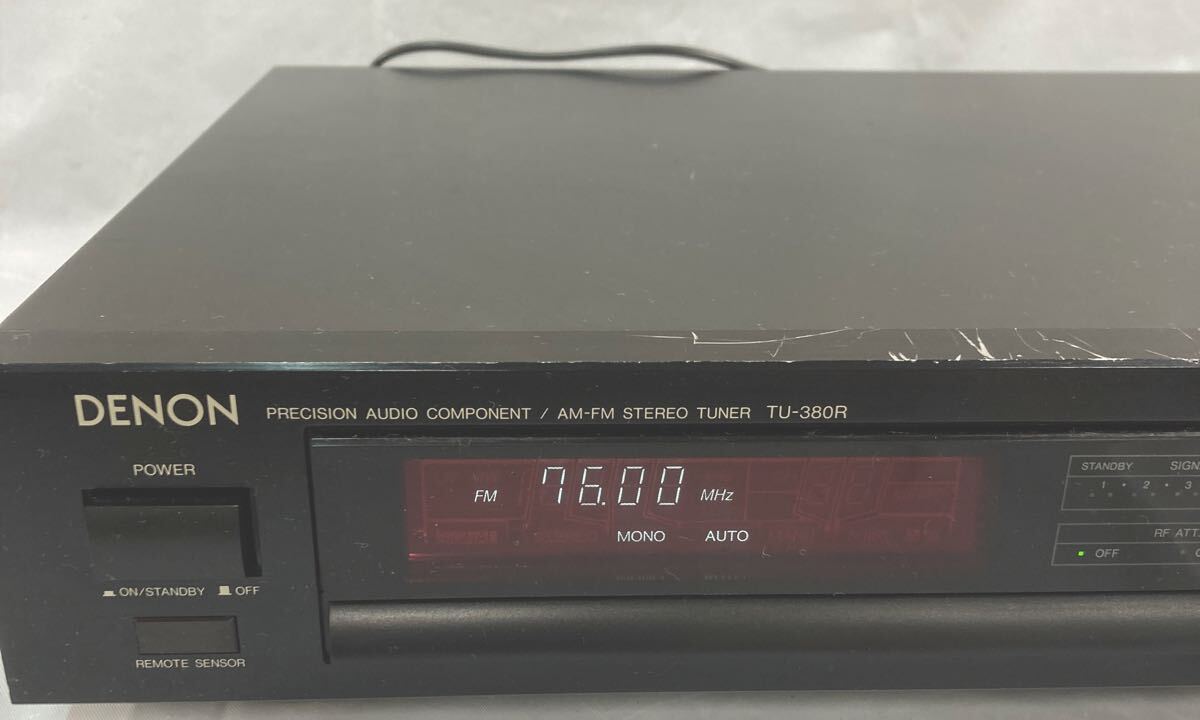 DENON PRECISION AUDIO COMPONENT / AM-FM STEREO TUNER TU-380R
POWER
ON/STANDBY OFF
REMOTE SENSOR
FM 76.00 MHz
MONO AUTO
STANDBY
1 • 2 • 3
RF ATT
OFF